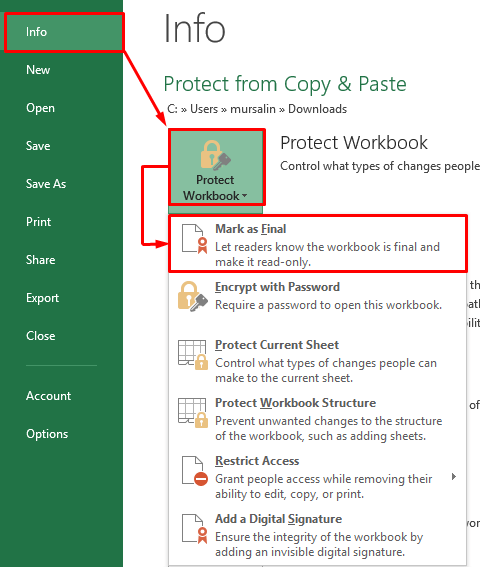 Info
New
Open
Save
Save As
Print
Share
Export
Close
Account
Options
Info
Protect from Copy & Paste
C: » Users » mursalin » Downloads
Protect
Workbook
Protect Workbook
Control what types of changes people
Mark as Final
Let readers know the workbook is final and
make it read-only.
Encrypt with Password
Require a password to open this workbook.
Protect Current Sheet
Control what types of changes people can
make to the current sheet.
Protect Workbook Structure
Prevent unwanted changes to the structure
of the workbook, such as adding sheets.
Restrict Access
Grant people access while removing their
ability to edit, copy, or print.
Add a Digital Signature
Ensure the integrity of the workbook by
adding an invisible digital signature.
of